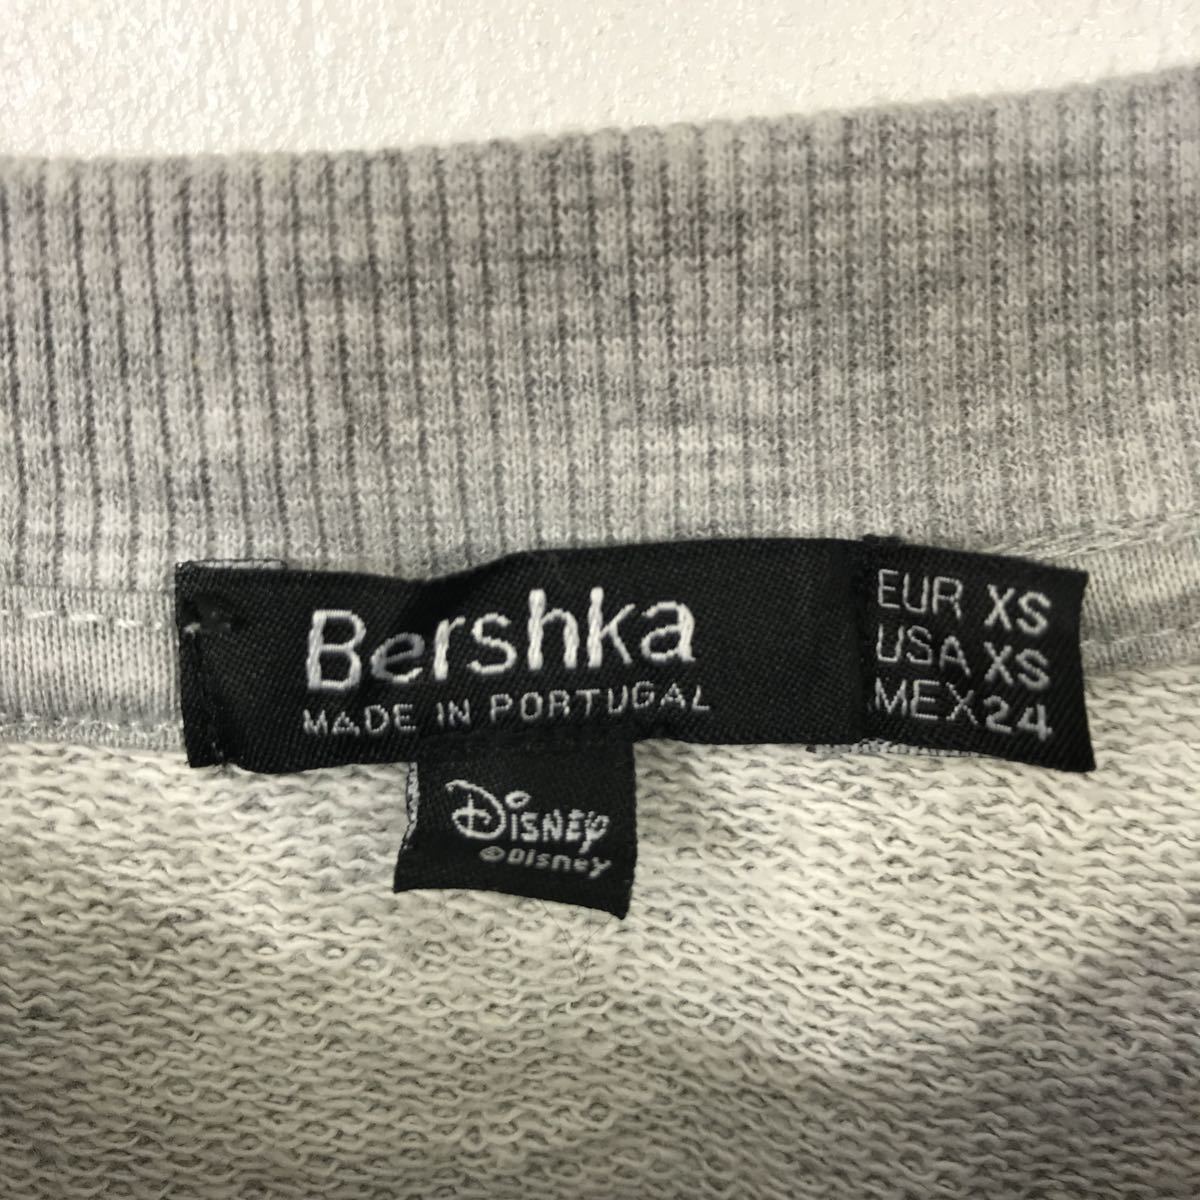 Bershka
MADE IN PORTUGAL
EUR XS
USA XS
MEX 24
Disney
©Disney